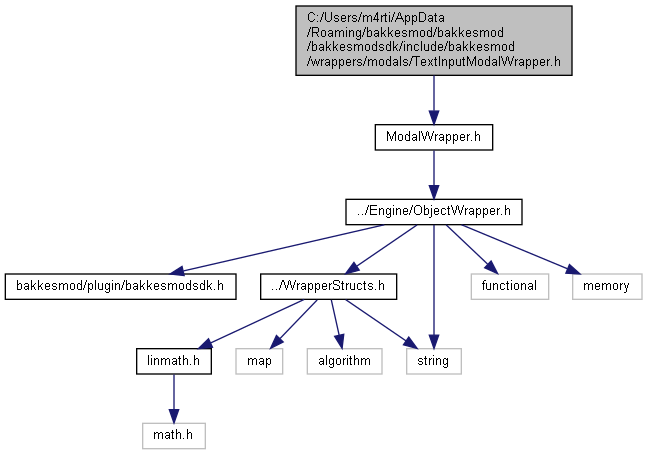 C:/Users/m4rti/AppData
/Roaming/bakkesmod/bakkesmod
/bakkesmodsdk/include/bakkesmod
/wrappers/modals/TextInputModalWrapper.h
ModalWrapper.h
../Engine/ObjectWrapper.h
bakkesmod/plugin/bakkesmodsdk.h
../WrapperStructs.h
functional
memory
linmath.h
map
algorithm
string
math.h